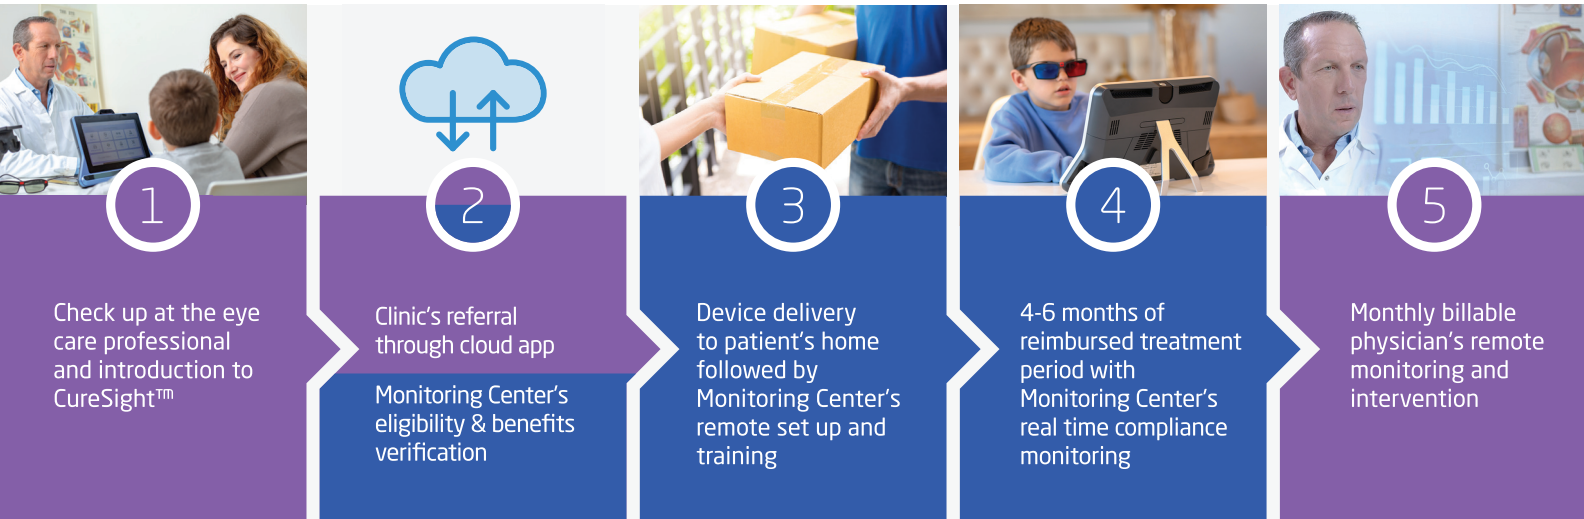 1
Check up at the eye
care professional
and introduction to
CureSight™
2
Clinic's referral
through cloud app
Monitoring Center's
eligibility & benefits
verification
3
Device delivery
to patient's home
followed by
Monitoring Center's
remote set up and
training
4
4-6 months of
reimbursed treatment
period with
Monitoring Center's
real time compliance
monitoring
5
Monthly billable
physician's remote
monitoring and
intervention